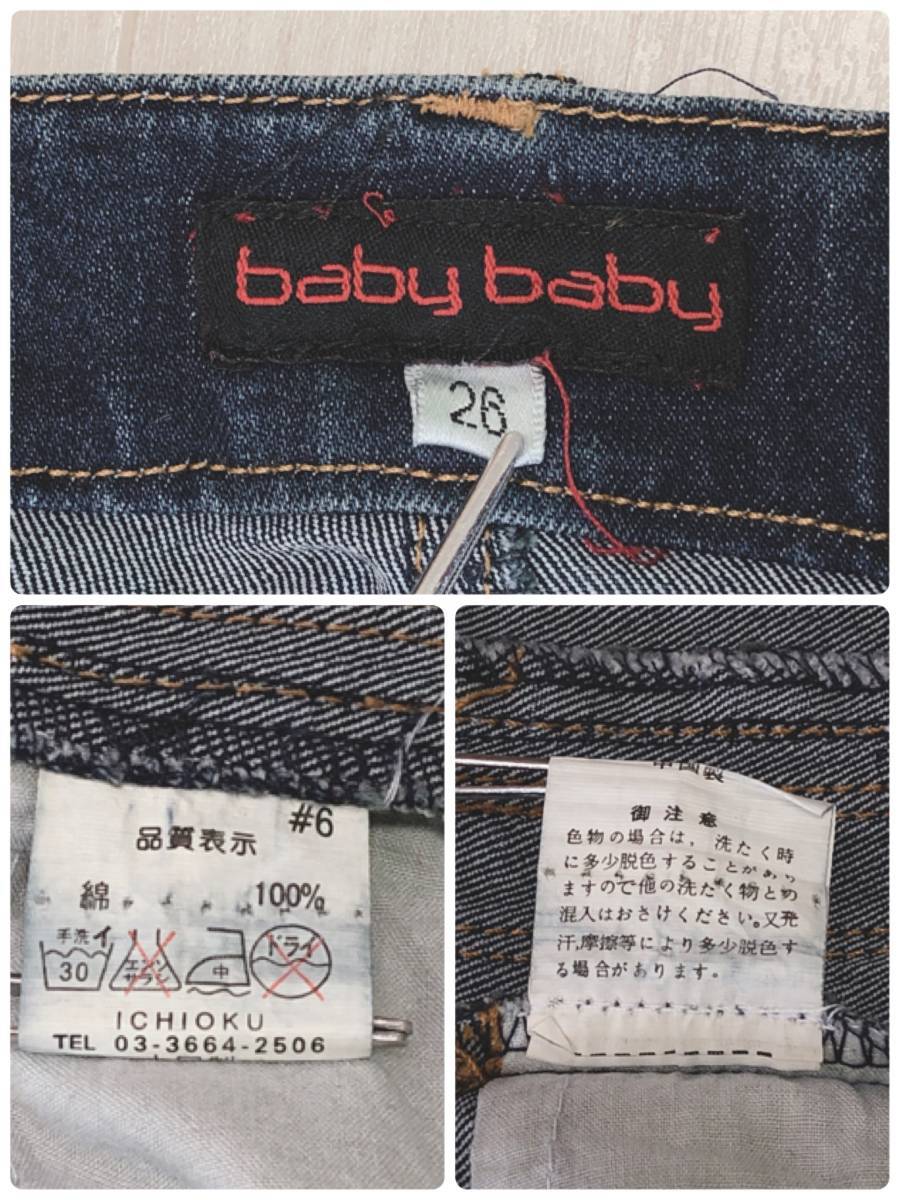 baby baby
26
#6
品質表示
綿 100%
手洗イ
30
エンソ
サラシ
中
ドライ
ICHIOKU
TEL 03-3664-2506
中国製
御注意
色物の場合は、洗たく時
に多少脱色することがあり
ますので他の洗たく物との
混入はおさけください。又発
汗,摩擦等により多少脱色す
る場合があります。